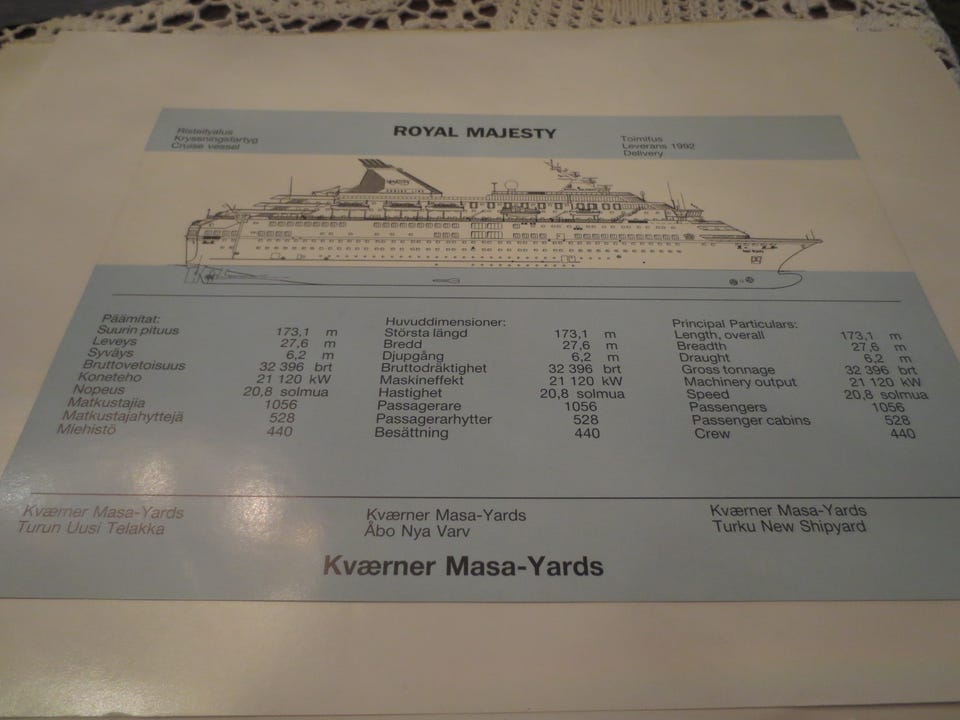 Risteilyalus
Kryssningsfartyg
Cruise vessel
ROYAL MAJESTY
Toimitus
Leverans 1992
Delivery
Päämitat:
Suurin pituus 173,1 m
Leveys 27,6 m
Syväys 6,2 m
Bruttovetoisuus 32 396 brt
Koneteho 21 120 kW
Nopeus 20,8 solmua
Matkustajia 1056
Matkustajahyttejä 528
Miehistö 440
Huvuddimensioner:
Största längd 173,1 m
Bredd 27,6 m
Djupgång 6,2 m
Bruttodräktighet 32 396 brt
Maskineffekt 21 120 kW
Hastighet 20,8 solmua
Passagerare 1056
Passagerarhytter 528
Besättning 440
Principal Particulars:
Length, overall 173,1 m
Breadth 27,6 m
Draught 6,2 m
Gross tonnage 32 396 brt
Machinery output 21 120 kW
Speed 20,8 solmua
Passengers 1056
Passenger cabins 528
Crew 440
Kværner Masa-Yards
Turun Uusi Telakka
Kværner Masa-Yards
Åbo Nya Varv
Kværner Masa-Yards
Turku New Shipyard
Kværner Masa-Yards